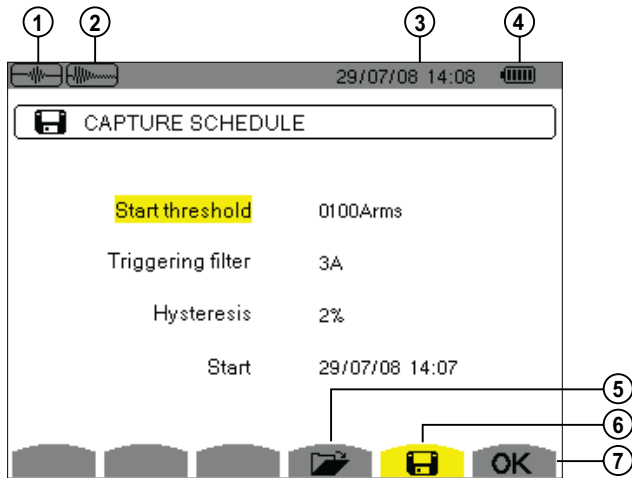 1 2 3 4
29/07/08 14:08
CAPTURE SCHEDULE
Start threshold 0100Arms
Triggering filter 3A
Hysteresis 2%
Start 29/07/08 14:07
5
6
OK 7